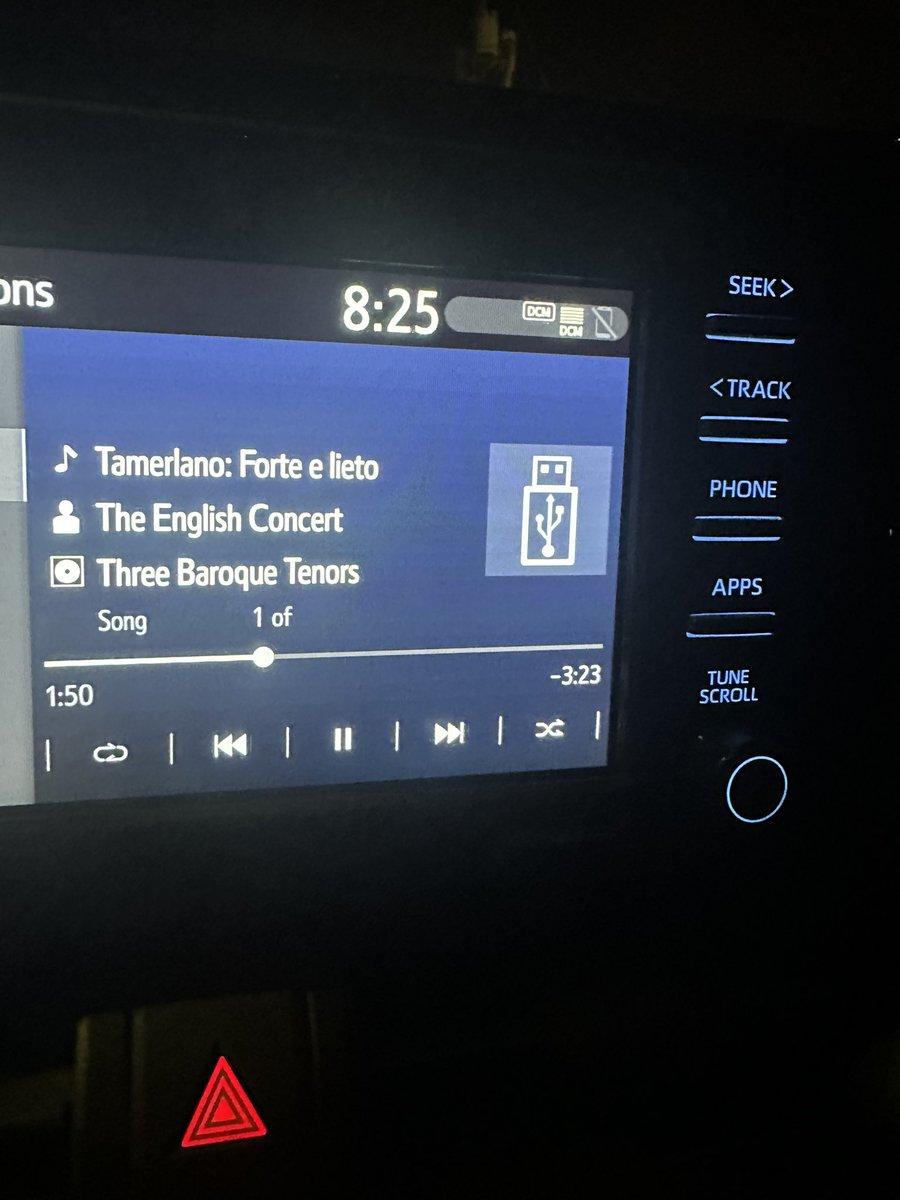 ons
8:25
DCM
DCM
Tamerlano: Forte e lieto
The English Concert
Three Baroque Tenors
Song 1 of
1:50
-3:23
SEEK>
<TRACK
PHONE
APPS
TUNE
SCROLL